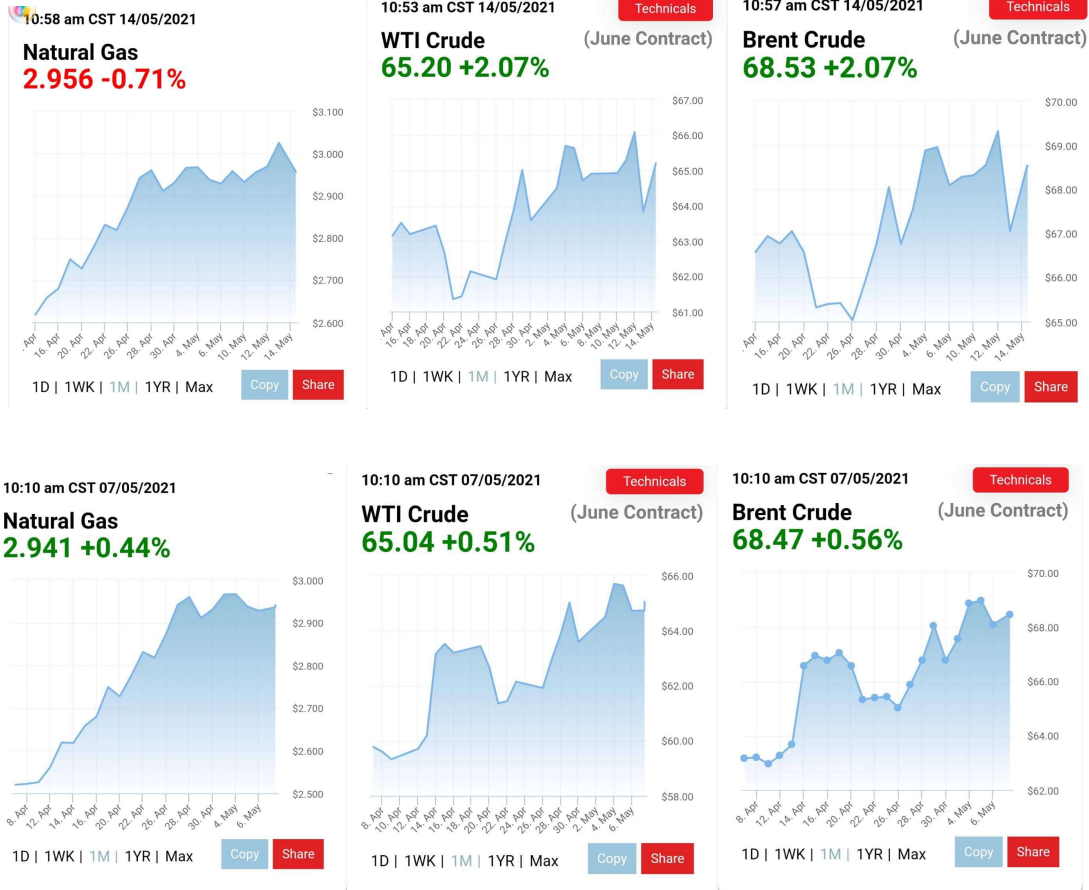 10:58 am CST 14/05/2021
Natural Gas
2.956 -0.71%
$3.100
$3.000
$2.900
$2.800
$2.700
$2.600
. Apr
16. Apr
20. Apr
22. Apr
26. Apr
28. Apr
30. Apr
4. May
6. May
10. May
12. May
14. May
1D | 1WK | 1M | 1YR | Max
Copy
Share
10:53 am CST 14/05/2021
Technicals
WTI Crude
(June Contract)
65.20 +2.07%
$67.00
$66.00
$65.00
$64.00
$63.00
$62.00
$61.00
. Apr
16. Apr
18. Apr
20. Apr
22. Apr
24. Apr
26. Apr
28. Apr
30. Apr
2. May
4. May
6. May
8. May
10. May
12. May
14. May
1D | 1WK | 1M | 1YR | Max
Copy
Share
10:57 am CST 14/05/2021
Technicals
Brent Crude
(June Contract)
68.53 +2.07%
$70.00
$69.00
$68.00
$67.00
$66.00
$65.00
. Apr
16. Apr
20. Apr
22. Apr
26. Apr
28. Apr
30. Apr
4. May
6. May
10. May
12. May
14. May
1D | 1WK | 1M | 1YR | Max
Copy
Share
10:10 am CST 07/05/2021
Natural Gas
2.941 +0.44%
$3.000
$2.900
$2.800
$2.700
$2.600
$2.500
8. Apr
12. Apr
14. Apr
16. Apr
20. Apr
22. Apr
26. Apr
28. Apr
30. Apr
4. May
6. May
1D | 1WK | 1M | 1YR | Max
Copy
Share
10:10 am CST 07/05/2021
Technicals
WTI Crude
(June Contract)
65.04 +0.51%
$66.00
$64.00
$62.00
$60.00
$58.00
8. Apr
10. Apr
12. Apr
14. Apr
16. Apr
18. Apr
20. Apr
22. Apr
24. Apr
26. Apr
28. Apr
30. Apr
2. May
4. May
6. May
1D | 1WK | 1M | 1YR | Max
Copy
Share
10:10 am CST 07/05/2021
Technicals
Brent Crude
(June Contract)
68.47 +0.56%
$70.00
$68.00
$66.00
$64.00
$62.00
8. Apr
12. Apr
14. Apr
16. Apr
20. Apr
22. Apr
26. Apr
28. Apr
30. Apr
4. May
6. May
1D | 1WK | 1M | 1YR | Max
Copy
Share